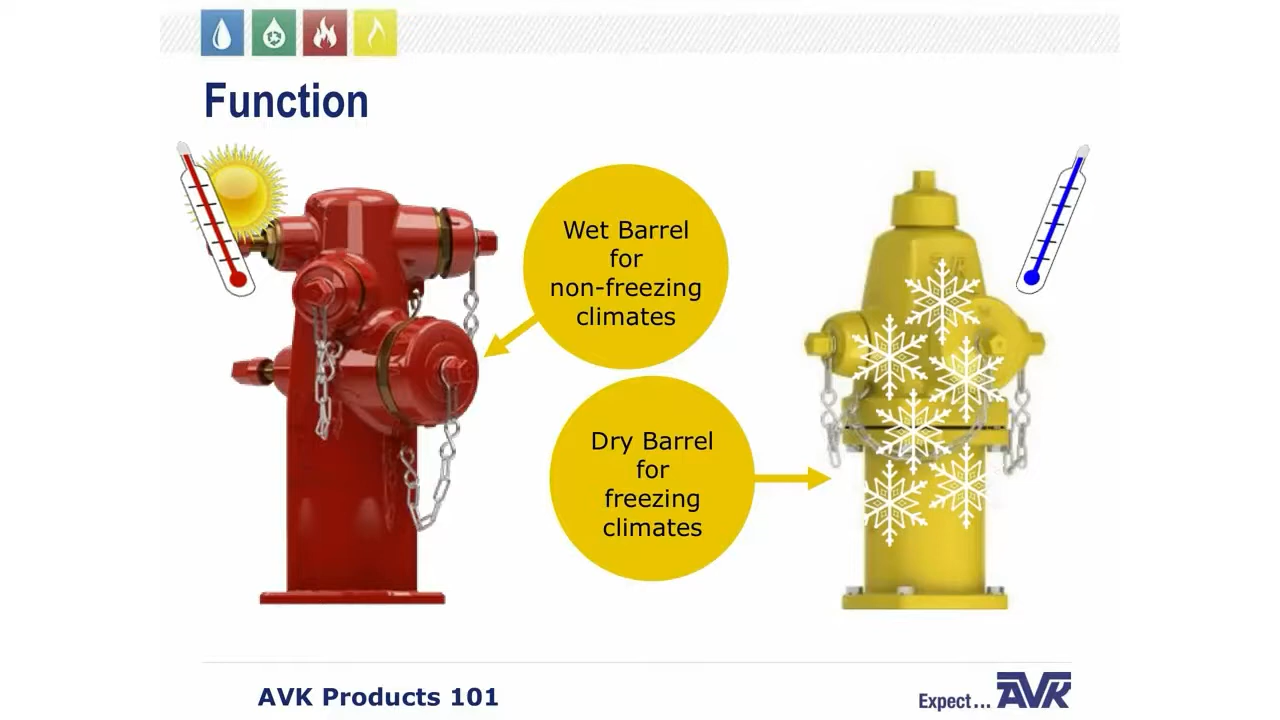 Function
Wet Barrel
for
non-freezing
climates
Dry Barrel
for
freezing
climates
AVK Products 101
Expect... AVK